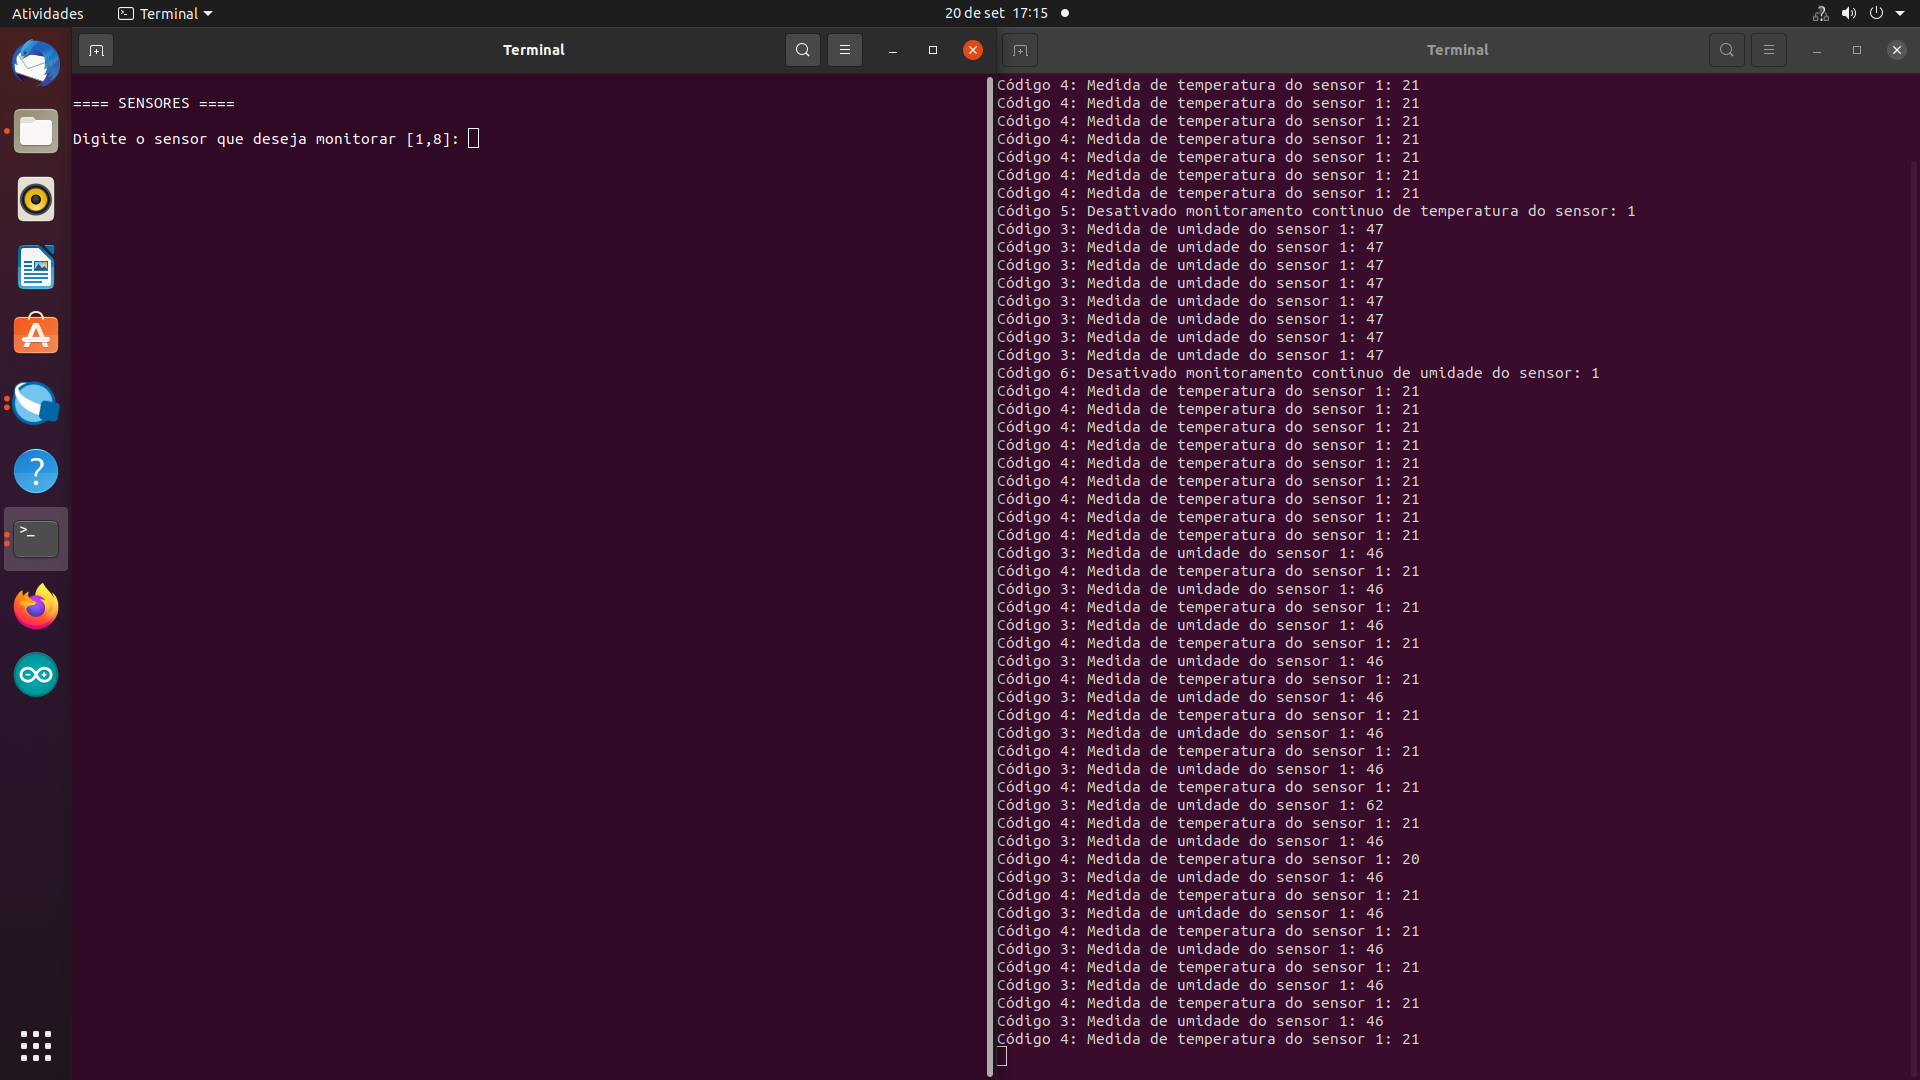 Atividades
Terminal
20 de set 17:15
Terminal
==== SENSORES ====
Digite o sensor que deseja monitorar [1,8]:
Terminal
Código 4: Medida de temperatura do sensor 1: 21
Código 4: Medida de temperatura do sensor 1: 21
Código 4: Medida de temperatura do sensor 1: 21
Código 4: Medida de temperatura do sensor 1: 21
Código 4: Medida de temperatura do sensor 1: 21
Código 4: Medida de temperatura do sensor 1: 21
Código 4: Medida de temperatura do sensor 1: 21
Código 5: Desativado monitoramento continuo de temperatura do sensor: 1
Código 3: Medida de umidade do sensor 1: 47
Código 3: Medida de umidade do sensor 1: 47
Código 3: Medida de umidade do sensor 1: 47
Código 3: Medida de umidade do sensor 1: 47
Código 3: Medida de umidade do sensor 1: 47
Código 3: Medida de umidade do sensor 1: 47
Código 3: Medida de umidade do sensor 1: 47
Código 3: Medida de umidade do sensor 1: 47
Código 6: Desativado monitoramento continuo de umidade do sensor: 1
Código 4: Medida de temperatura do sensor 1: 21
Código 4: Medida de temperatura do sensor 1: 21
Código 4: Medida de temperatura do sensor 1: 21
Código 4: Medida de temperatura do sensor 1: 21
Código 4: Medida de temperatura do sensor 1: 21
Código 4: Medida de temperatura do sensor 1: 21
Código 4: Medida de temperatura do sensor 1: 21
Código 4: Medida de temperatura do sensor 1: 21
Código 4: Medida de temperatura do sensor 1: 21
Código 3: Medida de umidade do sensor 1: 46
Código 4: Medida de temperatura do sensor 1: 21
Código 3: Medida de umidade do sensor 1: 46
Código 4: Medida de temperatura do sensor 1: 21
Código 3: Medida de umidade do sensor 1: 46
Código 4: Medida de temperatura do sensor 1: 21
Código 3: Medida de umidade do sensor 1: 46
Código 4: Medida de temperatura do sensor 1: 21
Código 3: Medida de umidade do sensor 1: 46
Código 4: Medida de temperatura do sensor 1: 21
Código 3: Medida de umidade do sensor 1: 46
Código 4: Medida de temperatura do sensor 1: 21
Código 3: Medida de umidade do sensor 1: 46
Código 4: Medida de temperatura do sensor 1: 21
Código 3: Medida de umidade do sensor 1: 62
Código 4: Medida de temperatura do sensor 1: 21
Código 3: Medida de umidade do sensor 1: 46
Código 4: Medida de temperatura do sensor 1: 20
Código 3: Medida de umidade do sensor 1: 46
Código 4: Medida de temperatura do sensor 1: 21
Código 3: Medida de umidade do sensor 1: 46
Código 4: Medida de temperatura do sensor 1: 21
Código 3: Medida de umidade do sensor 1: 46
Código 4: Medida de temperatura do sensor 1: 21
Código 3: Medida de umidade do sensor 1: 46
Código 4: Medida de temperatura do sensor 1: 21
Código 3: Medida de umidade do sensor 1: 46
Código 4: Medida de temperatura do sensor 1: 21